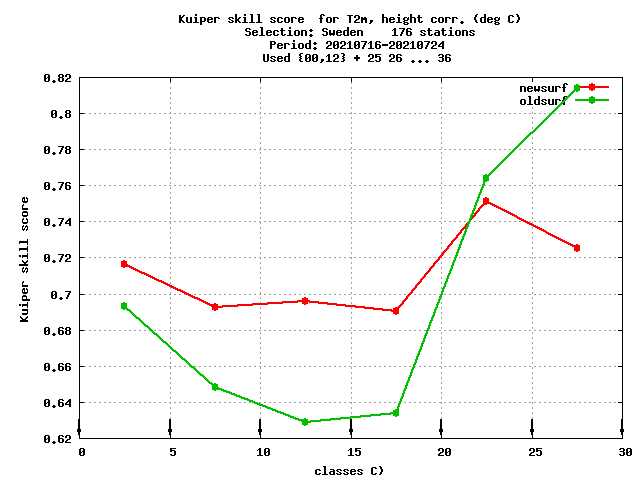 Kuiper skill score  for T2m, height corr. (deg C)
Selection: Sweden    176 stations
Period: 20210716-20210724
Used {00,12} + 25 26 ... 36
newsurf
oldsurf
Kuiper skill score
0.82
0.8
0.78
0.76
0.74
0.72
0.7
0.68
0.66
0.64
0.62
0 5 10 15 20 25 30
classes C)